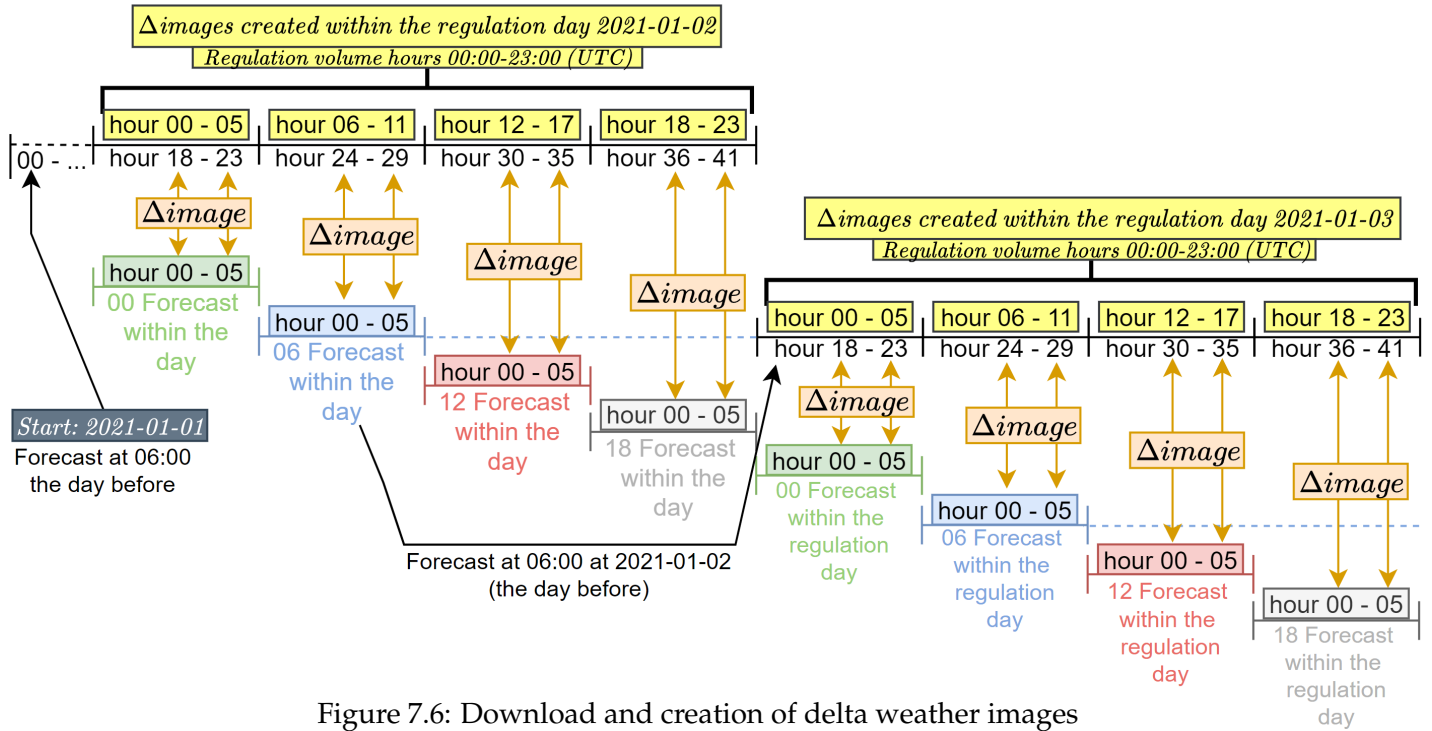 Δimages created within the regulation day 2021-01-02
Regulation volume hours 00:00-23:00 (UTC)
hour 00 - 05
hour 06 - 11
hour 12 - 17
hour 18 - 23
00 - ...
hour 18 - 23
hour 24 - 29
hour 30 - 35
hour 36 - 41
Δimage
Δimage
Δimage
Δimage
hour 00 - 05
00 Forecast
within the
day
hour 00 - 05
06 Forecast
within the
day
hour 00 - 05
12 Forecast
within the
day
hour 00 - 05
18 Forecast
within the
day
Start: 2021-01-01
Forecast at 06:00
the day before
Forecast at 06:00 at 2021-01-02
(the day before)
Δimages created within the regulation day 2021-01-03
Regulation volume hours 00:00-23:00 (UTC)
hour 00 - 05
hour 06 - 11
hour 12 - 17
hour 18 - 23
hour 18 - 23
hour 24 - 29
hour 30 - 35
hour 36 - 41
Δimage
Δimage
Δimage
Δimage
hour 00 - 05
00 Forecast
within the
regulation
day
hour 00 - 05
06 Forecast
within the
regulation
day
hour 00 - 05
12 Forecast
within the
regulation
day
hour 00 - 05
18 Forecast
within the
regulation
day
Figure 7.6: Download and creation of delta weather images